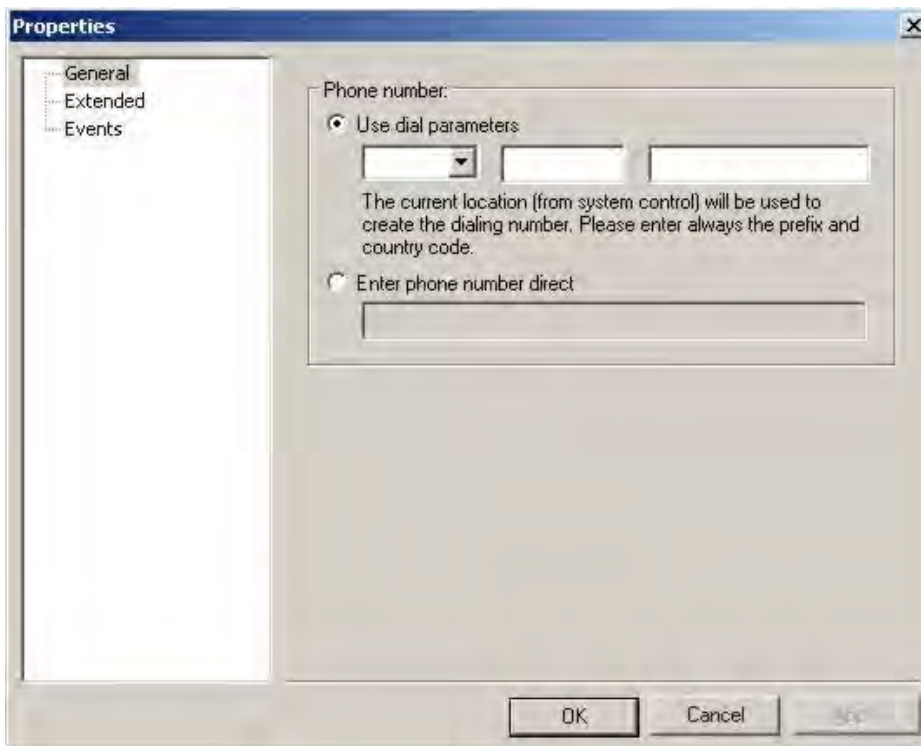 Properties
General
Extended
Events
Phone number:
Use dial parameters
The current location (from system control) will be used to
create the dialing number. Please enter always the prefix and
country code.
Enter phone number direct
OK
Cancel